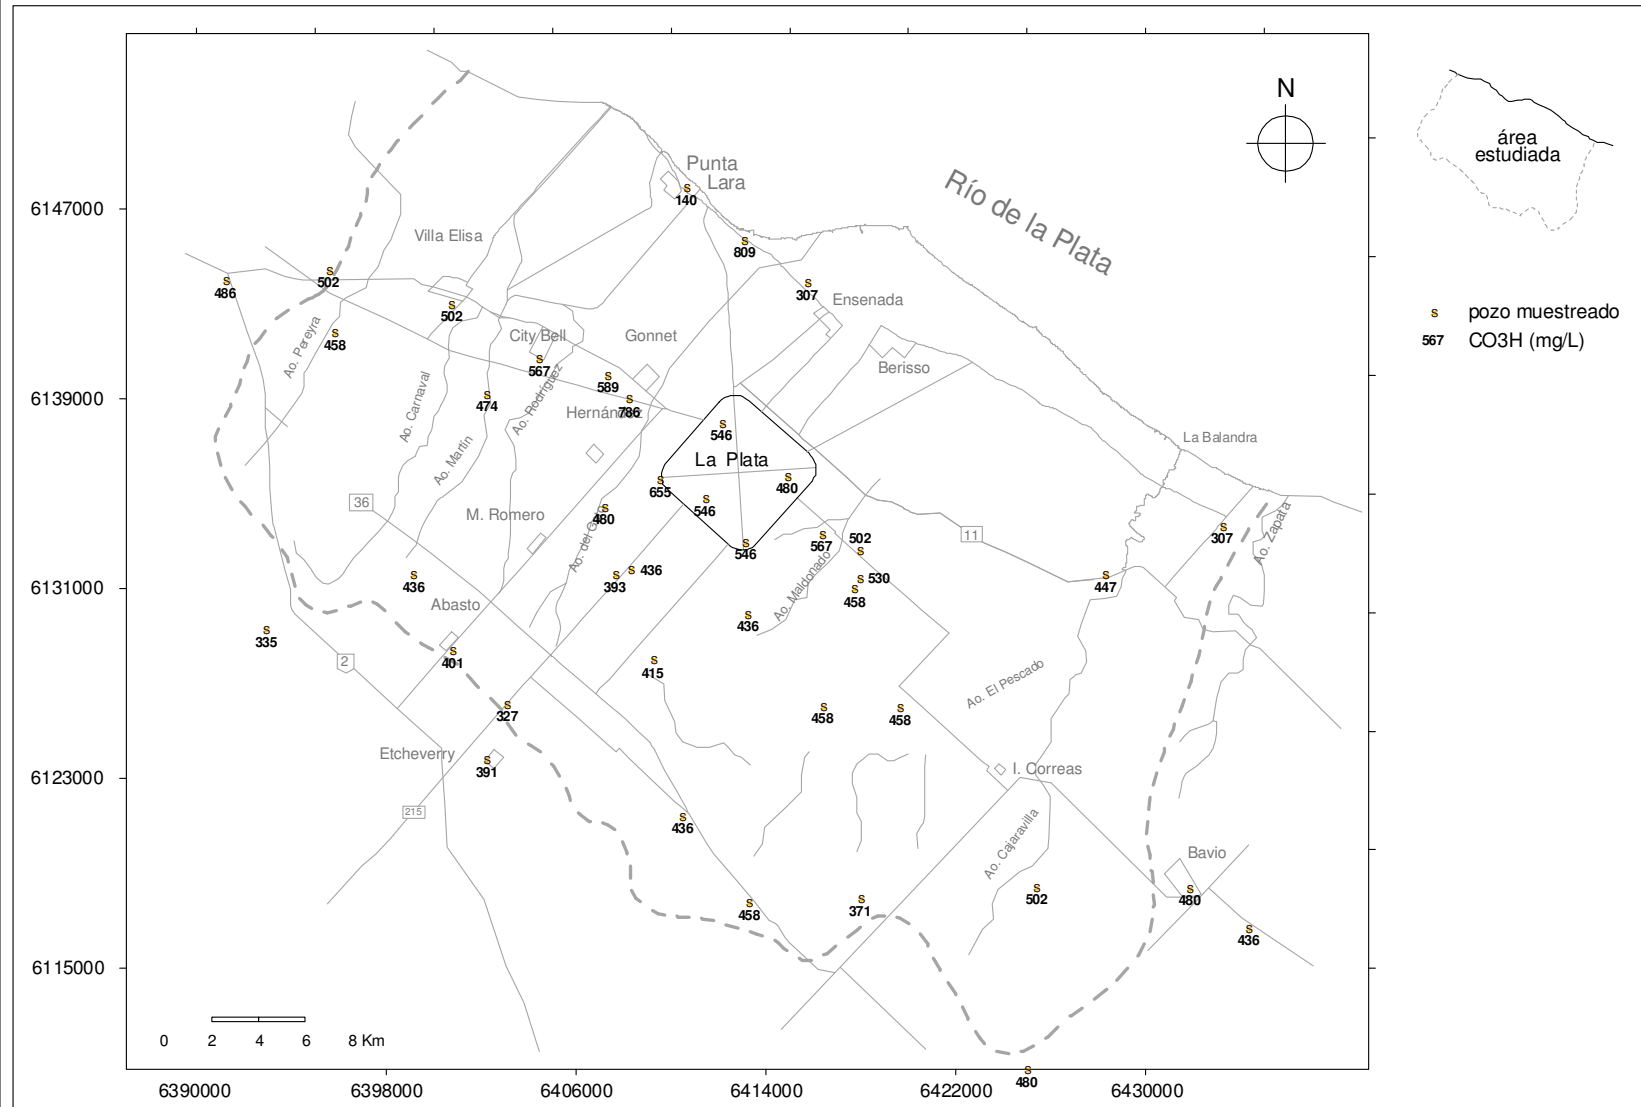 N
Punta
Lara
Río de la Plata
área
estudiada
6147000
140
Villa Elisa
809
486
502
307
Ensenada
502
pozo muestreado
567 CO3H (mg/L)
458
City Bell
Gonnet
Ao. Pereyra
567
Berisso
589
6139000
474
786
Hernández
Ao. Carnaval
Ao. Rodríguez
546
La Balandra
Ao. Martín
La Plata
655
480
36
546
M. Romero
480
Ao. del Gato
307
Ao. Zapata
546
567
502
11
436
393
436
530
447
6131000
458
Abasto
Ao. Maldonado
436
335
2
401
415
Ao. El Pescado
327
458
458
Etcheverry
391
I. Correas
6123000
215
436
Ao. Cajaravilla
Bavio
458
371
502
480
436
6115000
0 2 4 6 8 Km
480
6390000 6398000 6406000 6414000 6422000 6430000